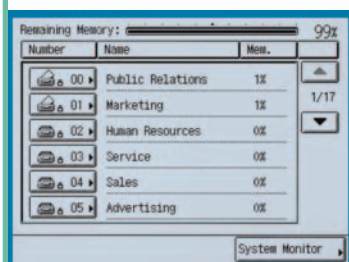 Remaining Memory: 99%
Number Name Mem.
00 Public Relations 1%
01 Marketing 1%
1/17
02 Human Resources 0%
03 Service 0%
04 Sales 0%
05 Advertising 0%
System Monitor